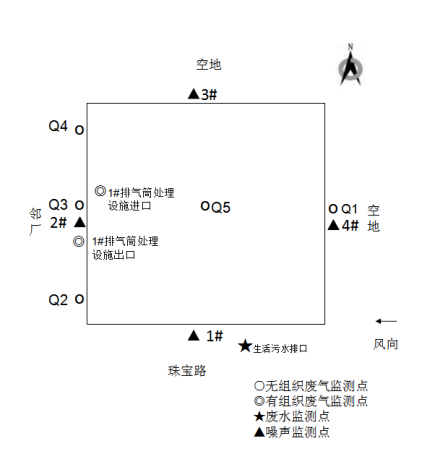 N
空地
▲3#
Q4
◎1#排气筒处理
设施进口
Q3
Q5
Q1
邻厂
2#▲
▲4#
空地
◎ 1#排气筒处理
设施出口
Q2
▲ 1#
★生活污水排口
风向
珠宝路
○无组织废气监测点
◎有组织废气监测点
★废水监测点
▲噪声监测点